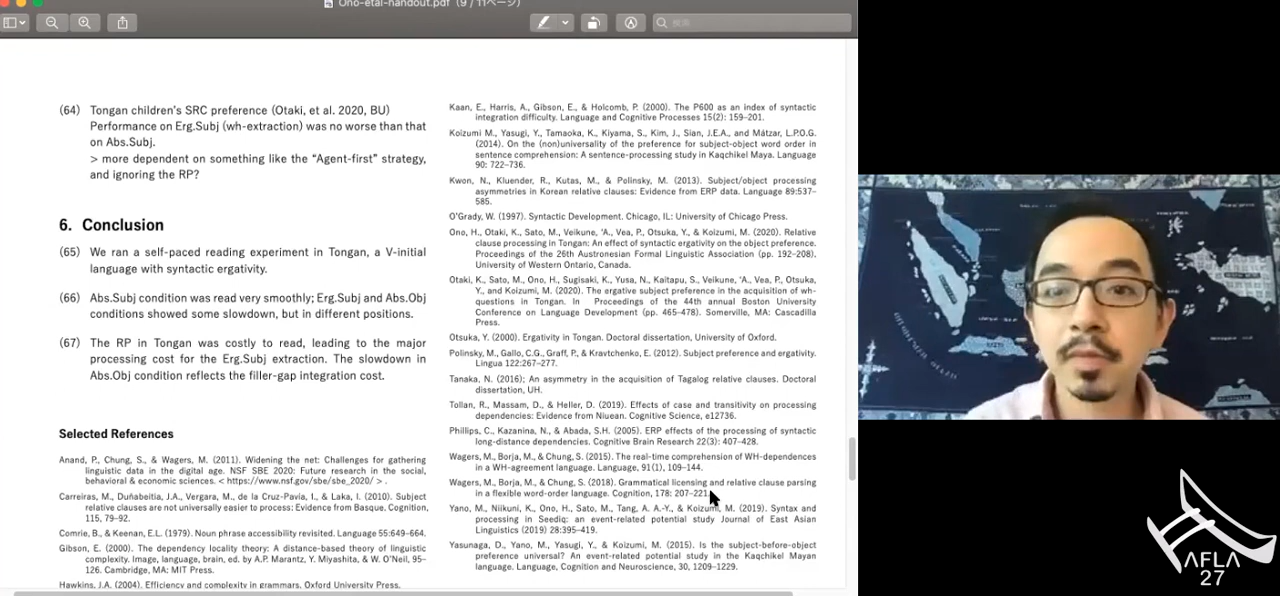 Ono-etal-handout.pdf (9 / 11ページ)
検索
(64) Tongan children's SRC preference (Otaki, et al. 2020, BU)
Performance on Erg.Subj (wh-extraction) was no worse than that
on Abs.Subj.
> more dependent on something like the “Agent-first” strategy,
and ignoring the RP?
6. Conclusion
(65) We ran a self-paced reading experiment in Tongan, a V-initial
language with syntactic ergativity.
(66) Abs.Subj condition was read very smoothly; Erg.Subj and Abs.Obj
conditions showed some slowdown, but in different positions.
(67) The RP in Tongan was costly to read, leading to the major
processing cost for the Erg.Subj extraction. The slowdown in
Abs.Obj condition reflects the filler-gap integration cost.
Selected References
Anand, P., Chung, S., & Wagers, M. (2011). Widening the net: Challenges for gathering
linguistic data in the digital age. NSF SBE 2020: Future research in the social,
behavioral & economic sciences. < https://www.nsf.gov/sbe/sbe_2020/ > .
Carreiras, M., Duñabeitia, J.A., Vergara, M., de la Cruz-Pavía, I., & Laka, I. (2010). Subject
relative clauses are not universally easier to process: Evidence from Basque. Cognition,
115, 79–92.
Comrie, B., & Keenan, E.L. (1979). Noun phrase accessibility revisited. Language 55:649-664.
Gibson, E. (2000). The dependency locality theory: A distance-based theory of linguistic
complexity. Image, language, brain, ed. by A.P. Marantz, Y. Miyashita, & W. O'Neil, 95–
126. Cambridge, MA: MIT Press.
Hawkins, J.A. (2004). Efficiency and complexity in grammars. Oxford University Press.
Kaan, E., Harris, A., Gibson, E., & Holcomb, P. (2000). The P600 as an index of syntactic
integration difficulty. Language and Cognitive Processes 15(2): 159–201.
Koizumi M., Yasugi, Y., Tamaoka, K., Kiyama, S., Kim, J., Sian, J.E.A., and Mátzar, L.P.O.G.
(2014). On the (non)universality of the preference for subject-object word order in
sentence comprehension: A sentence-processing study in Kaqchikel Maya. Language
90: 722–736.
Kwon, N., Kluender, R., Kutas, M., & Polinsky, M. (2013). Subject/object processing
asymmetries in Korean relative clauses: Evidence from ERP data. Language 89:537–
585.
O'Grady, W. (1997). Syntactic Development. Chicago, IL: University of Chicago Press.
Ono, H., Otaki, K., Sato, M., Veikune, 'A., Vea, P., Otsuka, Y., & Koizumi, M. (2020). Relative
clause processing in Tongan: An effect of syntactic ergativity on the object preference.
Proceedings of the 26th Austronesian Formal Linguistic Association (pp. 192–208).
University of Western Ontario, Canada.
Otaki, K., Sato, M., Ono, H., Sugisaki, K., Yusa, N., Kaitapu, S., Veikune, 'A., Vea, P., Otsuka,
Y., and Koizumi, M. (2020). The ergative subject preference in the acquisition of wh-
questions in Tongan. In Proceedings of the 44th annual Boston University
Conference on Language Development (pp. 465-478). Somerville, MA: Cascadilla
Press.
Otsuka, Y. (2000). Ergativity in Tongan. Doctoral dissertation, University of Oxford.
Polinsky, M., Gallo, C.G., Graff, P., & Kravtchenko, E. (2012). Subject preference and ergativity.
Lingua 122:267–277.
Tanaka, N. (2016); An asymmetry in the acquisition of Tagalog relative clauses. Doctoral
dissertation, UH.
Tollan, R., Massam, D., & Heller, D. (2019). Effects of case and transitivity on processing
dependencies: Evidence from Niuean. Cognitive Science, e12736.
Phillips, C., Kazanina, N., & Abada, S.H. (2005). ERP effects of the processing of syntactic
long-distance dependencies. Cognitive Brain Research 22(3): 407–428.
Wagers, M., Borja, M., & Chung, S. (2015). The real-time comprehension of WH-dependencies
in a WH-agreement language. Language, 91(1), 109–144.
Wagers, M., Borja, M., & Chung, S. (2018). Grammatical licensing and relative clause parsing
in a flexible word-order language. Cognition, 178: 207–221.
Yano, M., Niikuni, K., Ono, H., Sato, M., Tang, A. A.-Y., & Koizumi, M. (2019). Syntax and
processing in Seediq: an event-related potential study Journal of East Asian
Linguistics (2019) 28:395–419.
Yasunaga, D., Yano, M., Yasugi, Y., & Koizumi, M. (2015). Is the subject-before-object
preference universal? An event-related potential study in the Kaqchikel Mayan
language. Language, Cognition and Neuroscience, 30, 1209–1229.
AFLA
27